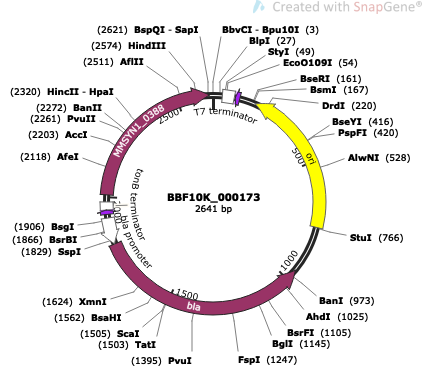 Created with SnapGene®
(2621) BspQI - SapI
BbvCI - Bpu10I (3)
(2574) HindIII
BlpI (27)
StyI (49)
(2511) AflII
EcoO109I (54)
BseRI (161)
BsmI (167)
(2320) HincII - HpaI
DrdI (220)
(2272) BanII
(2261) PvuII
BseYI (416)
(2203) AccI
PspFI (420)
(2118) AfeI
AlwNI (528)
T7 terminator
2500
MMSYN1_0388
ori
500
tonB terminator
bla promoter
BBF10K_000173
2641 bp
(1906) BsgI
(1866) BsrBI
(1829) SspI
StuI (766)
1000
1500
bla
(1624) XmnI
BanI (973)
(1562) BsaHI
AhdI (1025)
(1505) ScaI
BsrFI (1105)
(1503) TatI
BglI (1145)
(1395) PvuI
FspI (1247)